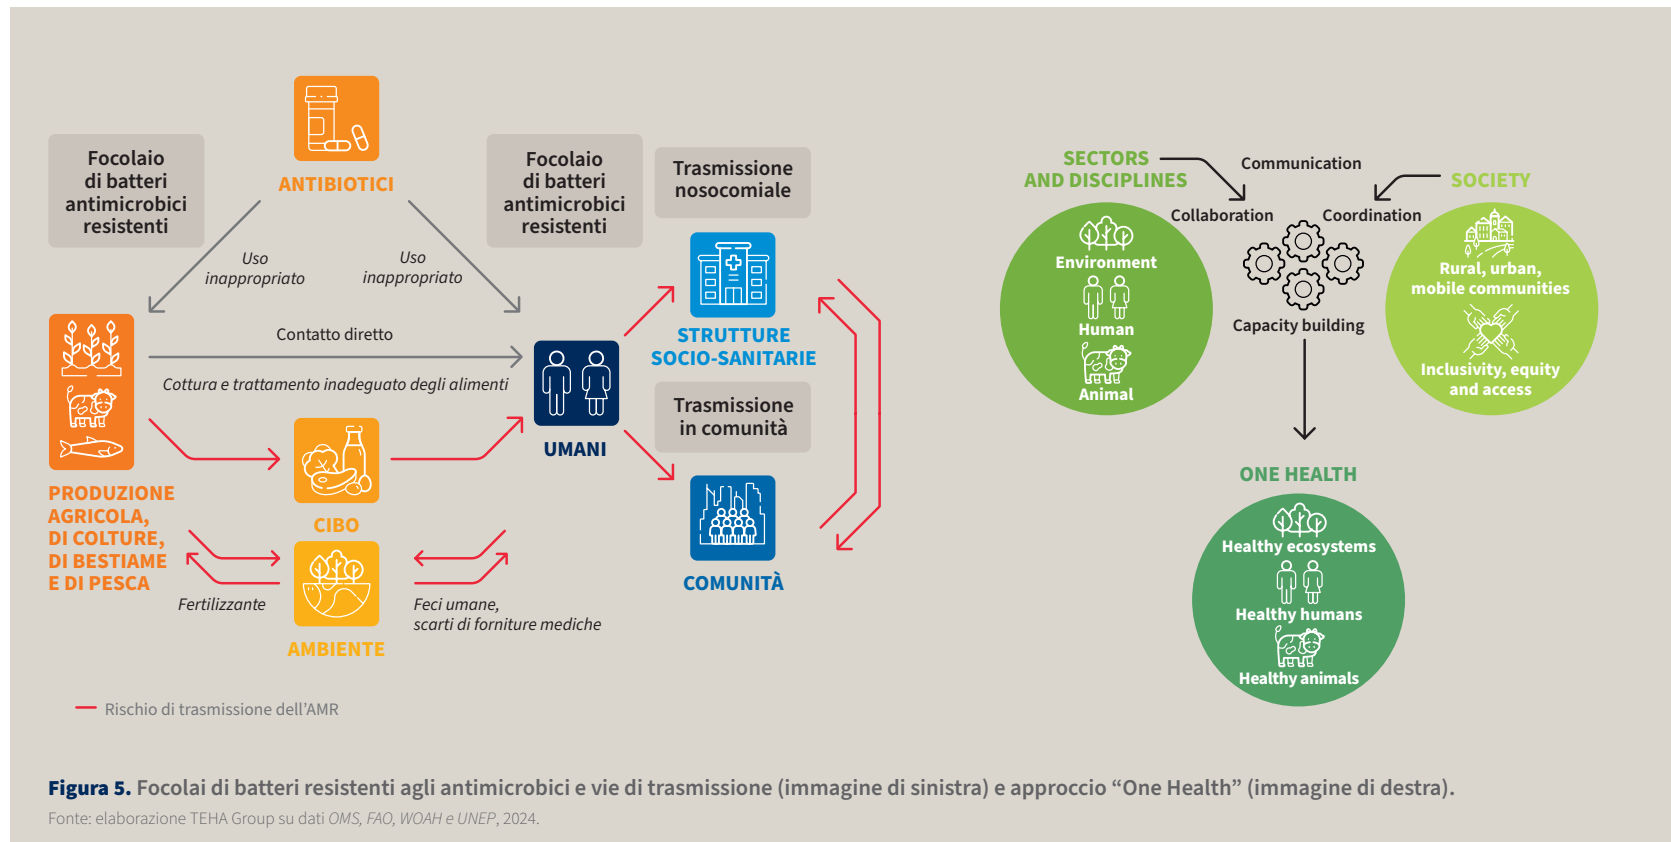 Focolaio
di batteri
antimicrobici
resistenti
ANTIBIOTICI
Focolaio
di batteri
antimicrobici
resistenti
Trasmissione
nosocomiale
Uso
inappropriato
Uso
inappropriato
Contatto diretto
Cottura e trattamento inadeguato degli alimenti
STRUTTURE
SOCIO-SANITARIE
Trasmissione
in comunità
UMANI
PRODUZIONE
AGRICOLA,
DI COLTURE,
DI BESTIAME
E DI PESCA
CIBO
COMUNITÀ
Fertilizzante
Feci umane,
scarti di forniture mediche
AMBIENTE
Rischio di trasmissione dell'AMR
SECTORS
AND DISCIPLINES
Communication
SOCIETY
Collaboration
Coordination
Environment
Human
Animal
Capacity building
Rural, urban,
mobile communities
Inclusivity, equity
and access
ONE HEALTH
Healthy ecosystems
Healthy humans
Healthy animals
Figura 5. Focolai di batteri resistenti agli antimicrobici e vie di trasmissione (immagine di sinistra) e approccio “One Health” (immagine di destra).
Fonte: elaborazione TEHA Group su dati OMS, FAO, WOAH e UNEP, 2024.